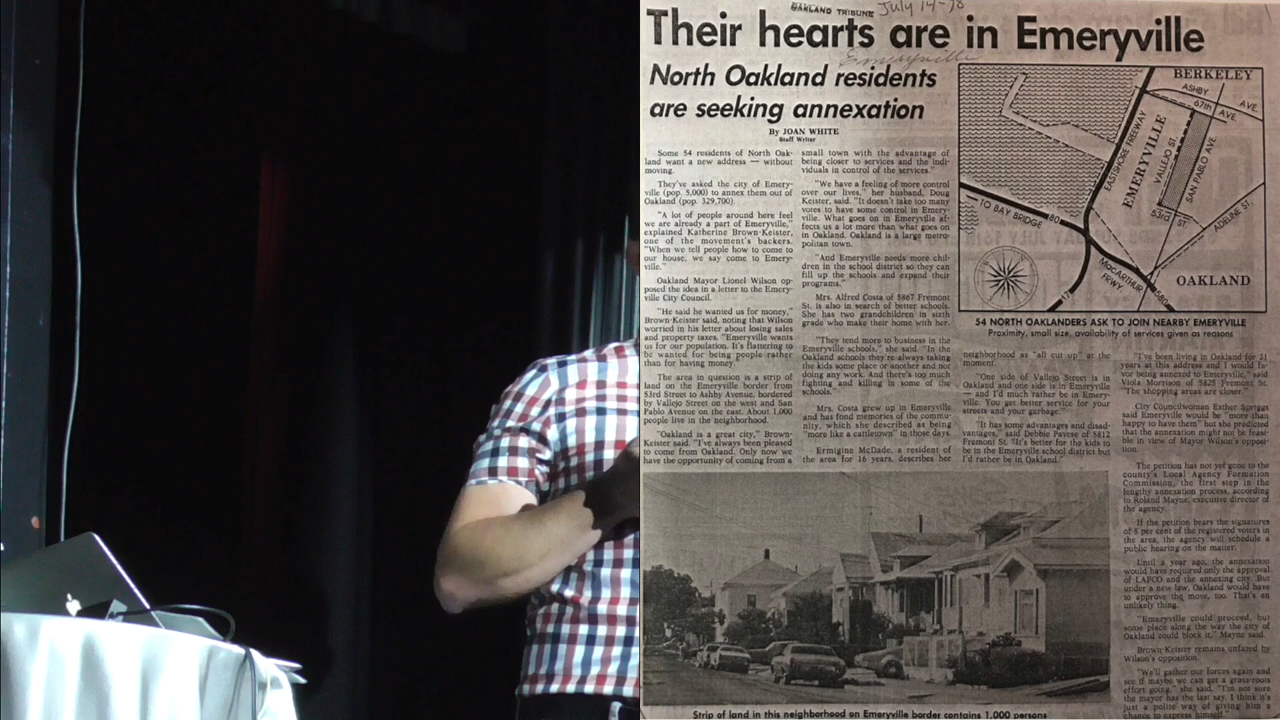 OAKLAND TRIBUNE July 14-78
Their hearts are in Emeryville
Emeryville
North Oakland residents
are seeking annexation
By JOAN WHITE
Staff Writer
Some 54 residents of North Oak-
land want a new address — without
moving.
They've asked the city of Emery-
ville (pop. 5,000) to annex them out of
Oakland (pop. 329,700).
"A lot of people around here feel
we are already a part of Emeryville,"
explained Katherine Brown-Keister,
one of the movement's backers.
"When we tell people how to come to
our house, we say come to Emery-
ville."
Oakland Mayor Lionel Wilson op-
posed the idea in a letter to the Emery-
ville City Council.
"He said he wanted us for money,"
Brown-Keister said, noting that Wilson
worried in his letter about losing sales
and property taxes. "Emeryville wants
us for our population. It's flattering to
be wanted for being people rather
than for having money."
The area in question is a strip of
land on the Emeryville border from
53rd Street to Ashby Avenue, bordered
by Vallejo Street on the west and San
Pablo Avenue on the east. About 1,000
people live in the neighborhood.
"Oakland is a great city," Brown-
Keister said. "I've always been pleased
to come from Oakland. Only now we
have the opportunity of coming from a
small town with the advantage of
being closer to services and the indi-
viduals in control of the services."
"We have a feeling of more control
over our lives," her husband, Doug
Keister, said. "It doesn't take too many
votes to have some control in Emery-
ville. What goes on in Emeryville af-
fects us a lot more than what goes on
in Oakland. Oakland is a large metro-
politan town.
"And Emeryville needs more chil-
dren in the school district so they can
fill up the schools and expand their
programs."
Mrs. Alfred Costa of 5867 Fremont
St. is also in search of better schools.
She has two grandchildren in sixth
grade who make their home with her.
"They tend more to business in the
Emeryville schools," she said. "In the
Oakland schools they're always taking
the kids some place or another and not
doing any work. And there's too much
fighting and killing in some of the
schools."
Mrs. Costa grew up in Emeryville
and has fond memories of the commu-
nity, which she described as being
"more like a cattletown" in those days.
Ermigine McDade, a resident of
the area for 16 years, describes her
BERKELEY
ASHBY AVE.
67th AVE.
EASTSHORE FREEWAY
EMERYVILLE
VALLEJO ST.
SAN PABLO AVE.
53rd ST
ADELINE ST.
TO BAY BRIDGE
80
MacARTHUR FRWY.
580
17
OAKLAND
54 NORTH OAKLANDERS ASK TO JOIN NEARBY EMERYVILLE
Proximity, small size, availability of services given as reasons
neighborhood as "all cut up" at the
moment.
"One side of Vallejo Street is in
Oakland and one side is in Emeryville
— and I'd much rather be in Emery-
ville. You get better service for your
streets and your garbage."
"It has some advantages and disad-
vantages," said Debbie Pavese of 5812
Fremont St. "It's better for the kids to
be in the Emeryville school district but
I'd rather be in Oakland."
"I've been living in Oakland for 21
years at this address and I would fa-
vor being annexed to Emeryville," said
Viola Morrison of 5825 Fremont St.
"The shopping areas are closer."
City Councilwoman Esther Spriggs
said Emeryville would be "more than
happy to have them" but she predicted
that the annexation might not be feasi-
ble in view of Mayor Wilson's opposi-
tion.
The petition has not yet gone to the
county's Local Agency Formation
Commission, the first step in the
lengthy annexation process, according
to Roland Mayne, executive director of
the agency.
If the petition bears the signatures
of 5 per cent of the registered voters in
the area, the agency will schedule a
public hearing on the matter.
Until a year ago, the annexation
would have required only the approval
of LAFCO and the annexing city. But
under a new law, Oakland would have
to approve the move, too. That's an
unlikely thing.
"Emeryville could proceed, but
some place along the way the city of
Oakland could block it," Mayne said.
Brown-Keister remains unfazed by
Wilson's opposition.
"We'll gather our forces again and
see if maybe we can get a grass-roots
effort going," she said. "I'm not sure
the mayor has the last say. I think it's
just a polite way of giving him a
chance to express himself."
Strip of land in this neighborhood on Emeryville border contains 1,000 persons